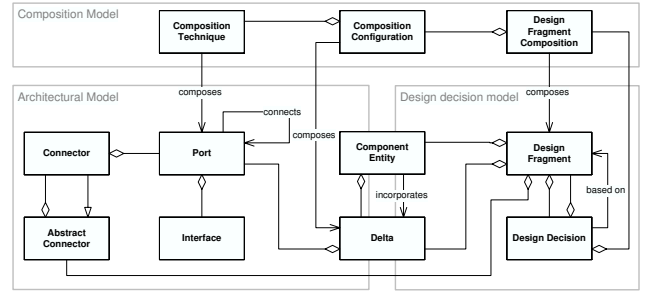 Composition Model
Composition
Technique
Composition
Configuration
Design
Fragment
Composition
composes
composes
Architectural Model
Design decision model
connects
composes
Connector
Port
Component
Entity
Design
Fragment
incorporates
based on
Abstract
Connector
Interface
Delta
Design Decision